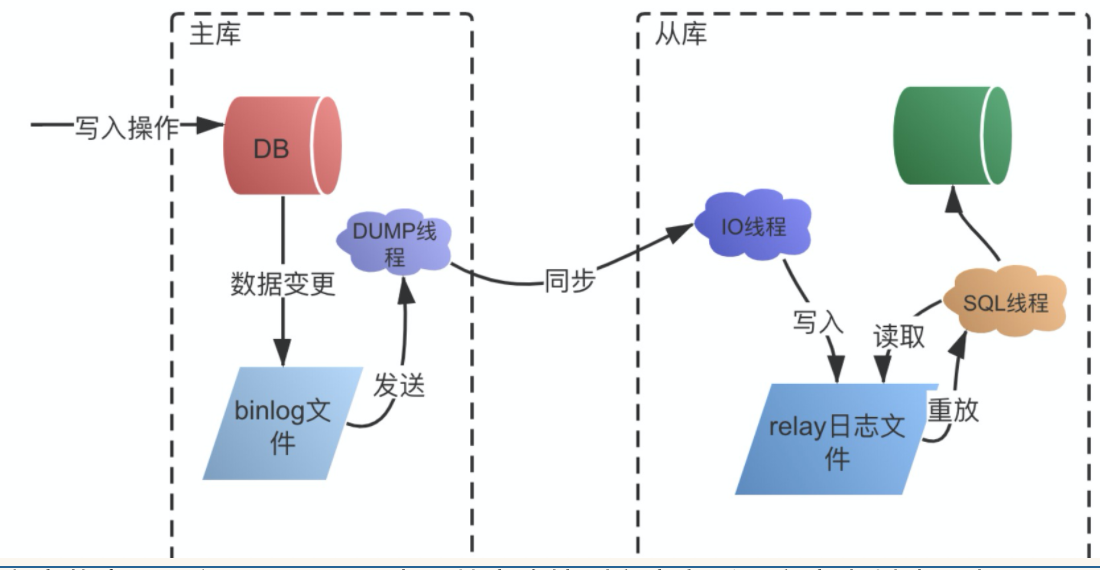 主库
从库
写入操作
DB
DUMP线
程
IO线程
数据变更
同步
SQL线程
写入
读取
发送
binlog文
件
重放
relay日志文
件